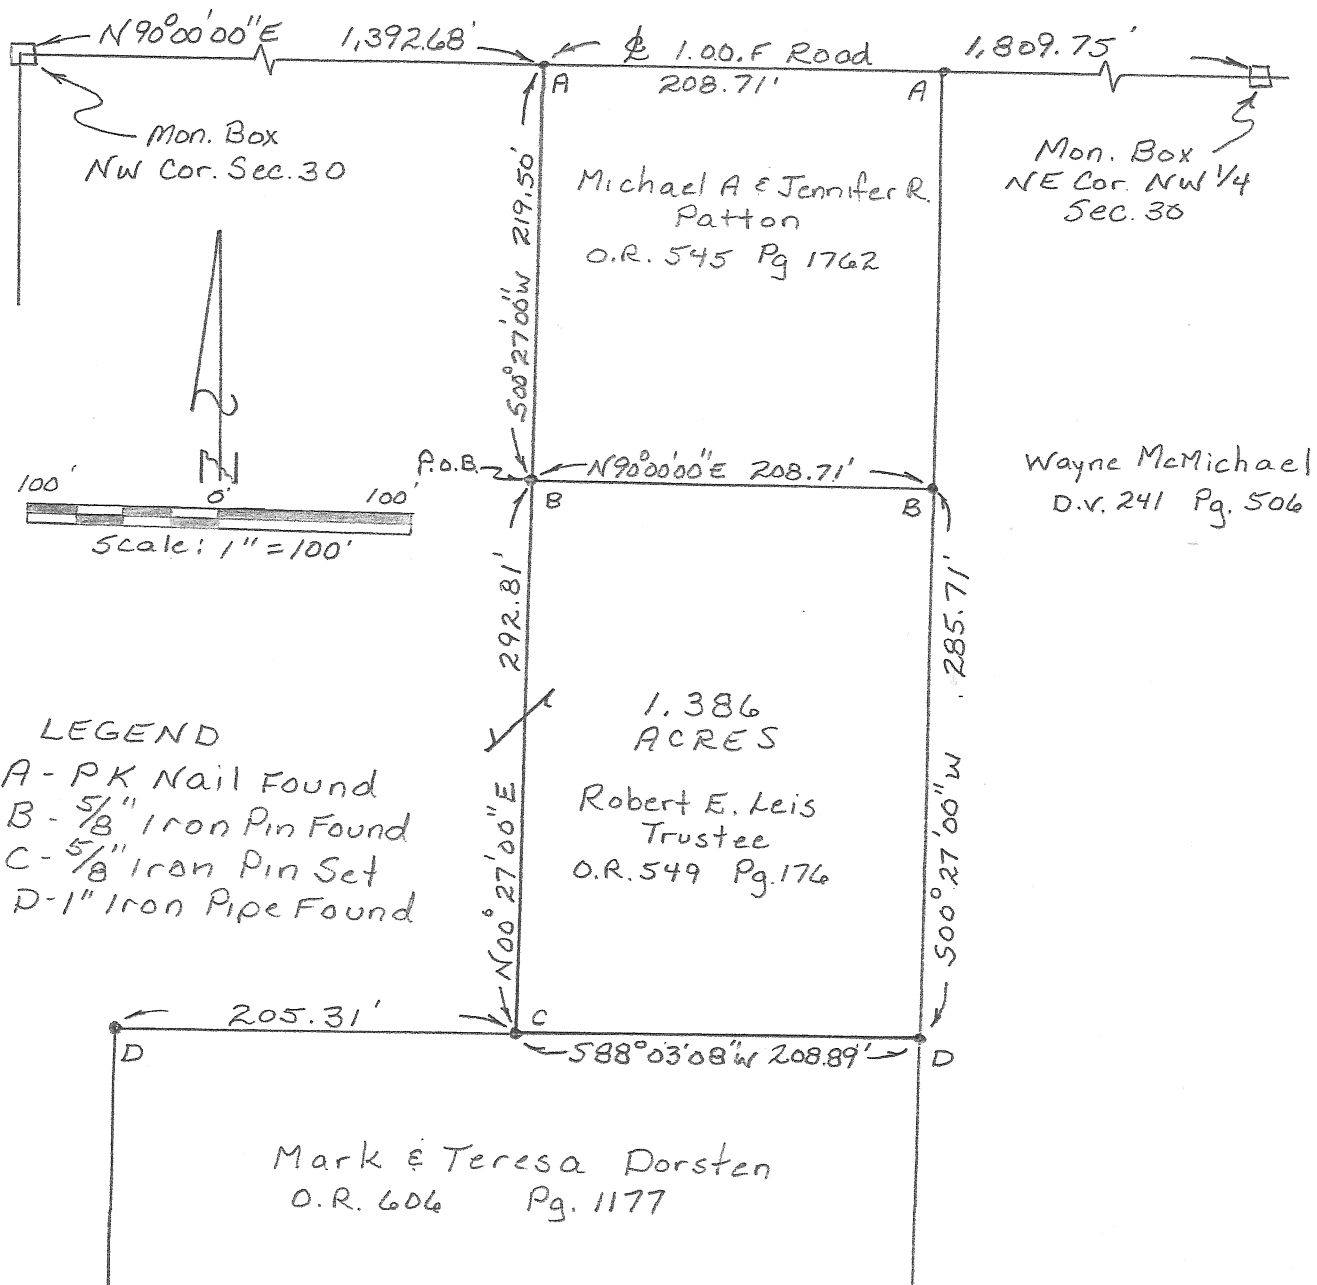 N 90°00'00"E 1,392.68' ℄ 1.00.F Road 1,809.75'
A 208.71' A
Mon. Box
NW Cor. Sec. 30
Mon. Box
NE Cor. NW 1/4
Sec. 30
S00°27'00"W 219.50'
Michael A & Jennifer R.
Patton
O.R. 545 Pg 1762
N
P.O.B.
N90°00'00"E 208.71'
B B
Wayne McMichael
D.V. 241 Pg. 506
100' 0' 100'
Scale: 1"=100'
N00°27'00"E 292.81'
S00°27'00"W 285.71'
1.386
ACRES
Robert E. Leis
Trustee
O.R. 549 Pg. 176
LEGEND
A - PK Nail Found
B - 5/8" Iron Pin Found
C - 5/8" Iron Pin Set
D - 1" Iron Pipe Found
205.31' C
D S88°03'08"W 208.89' D
Mark & Teresa Dorsten
O.R. 606 Pg. 1177